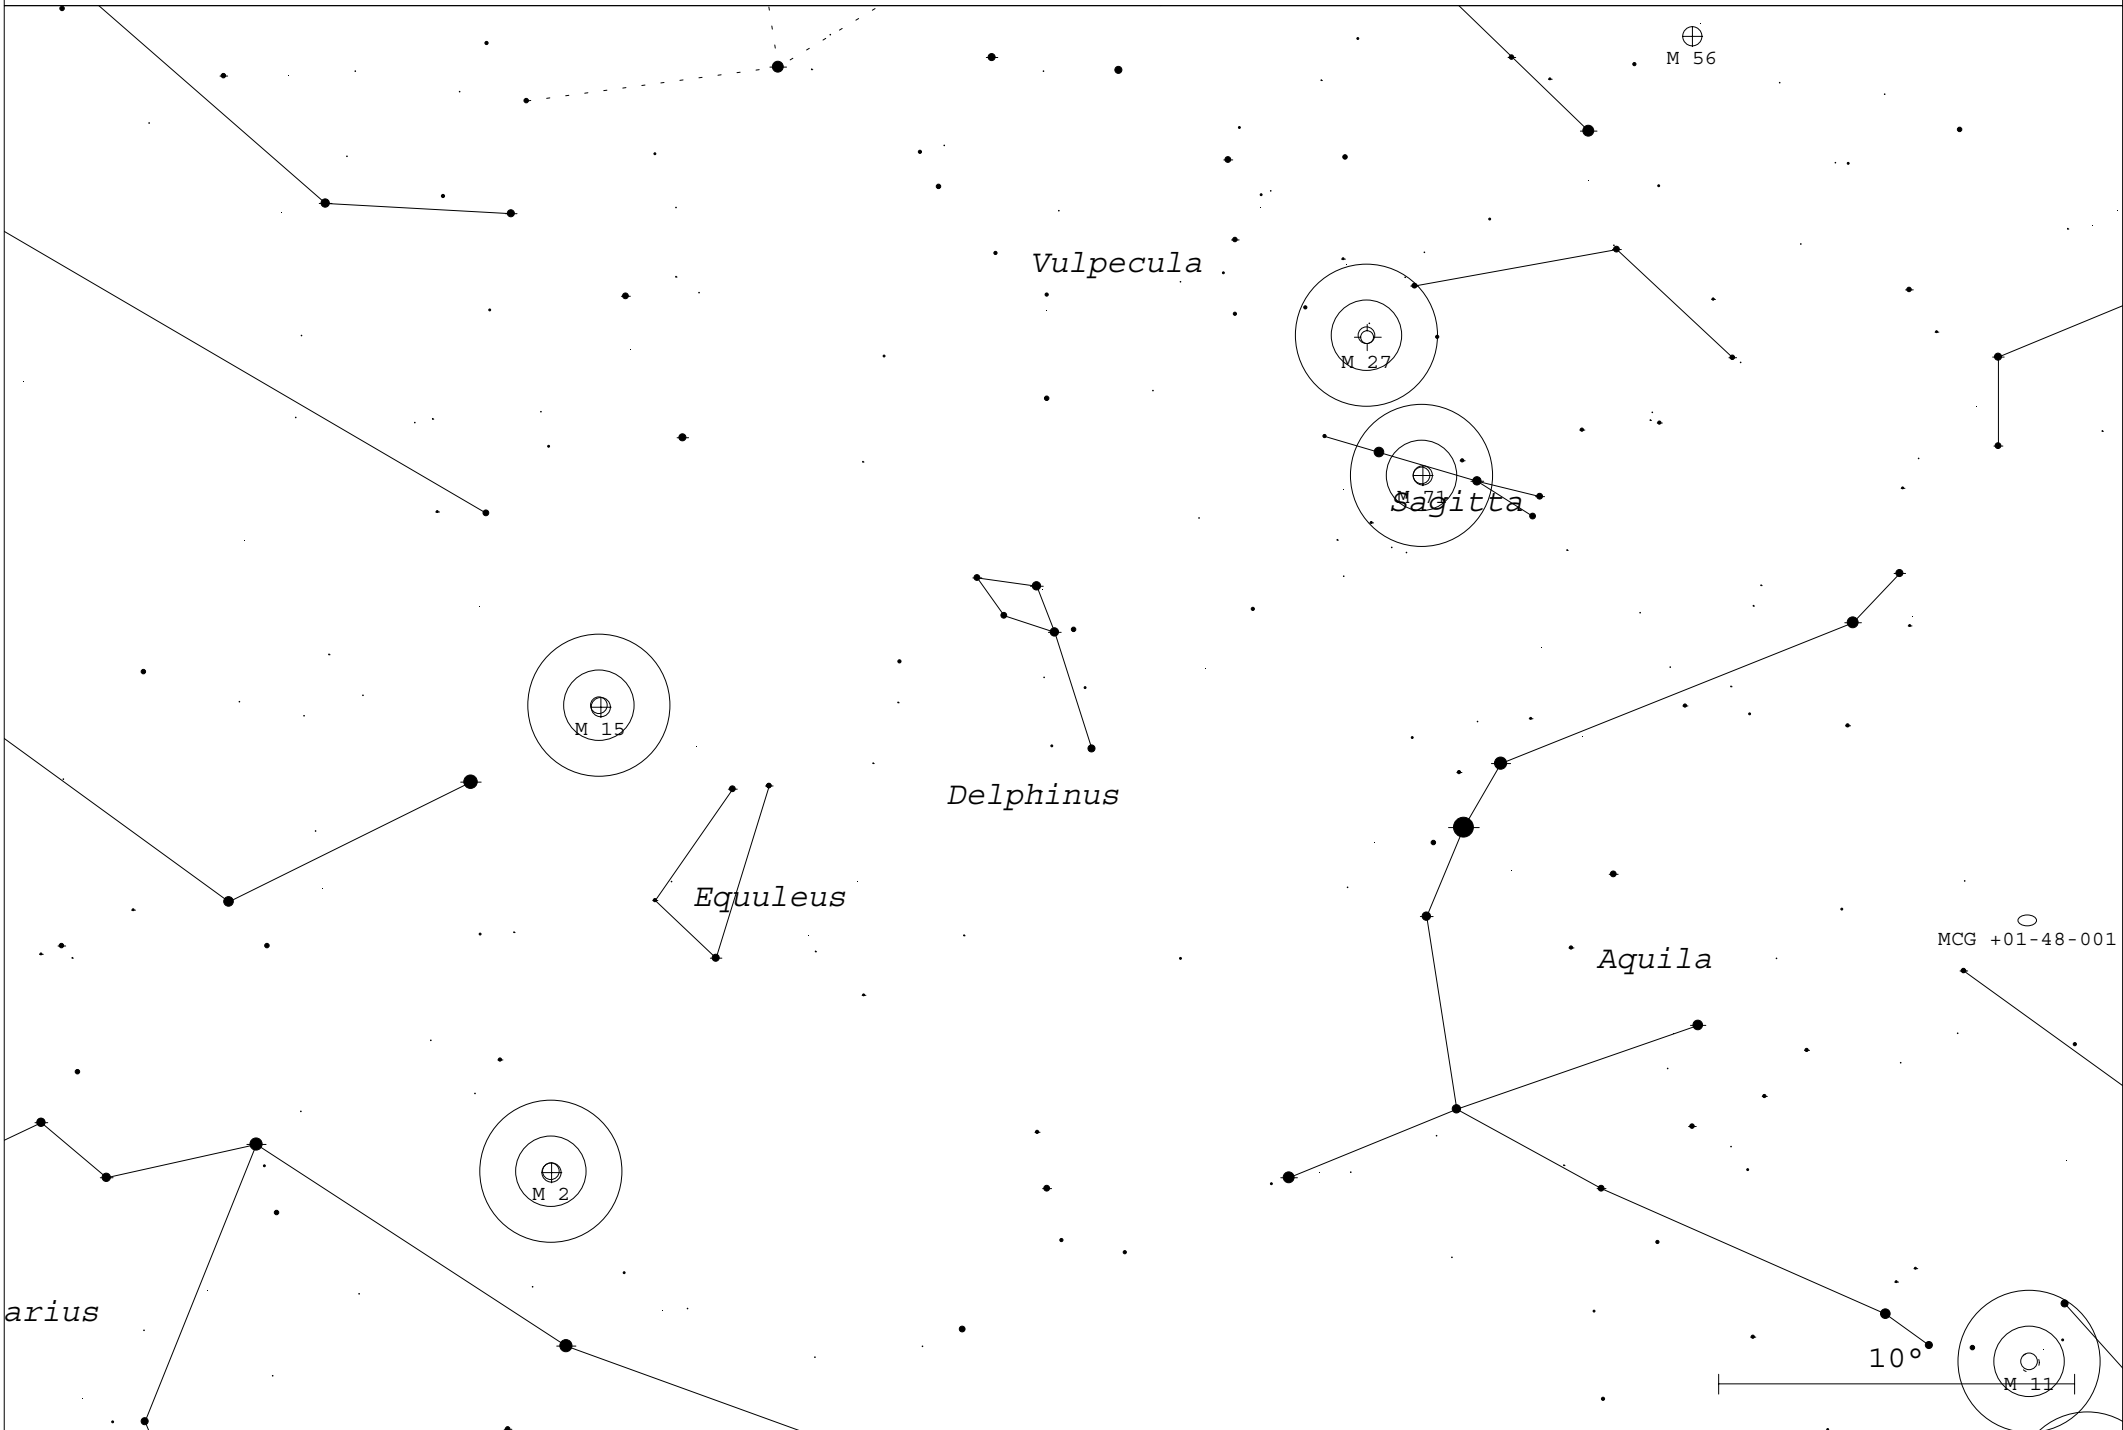 M 56
Vulpecula
M 27
M 71
Sagitta
M 15
Delphinus
Equuleus
MCG +01-48-001
Aquila
M 2
arius
10°
M 11